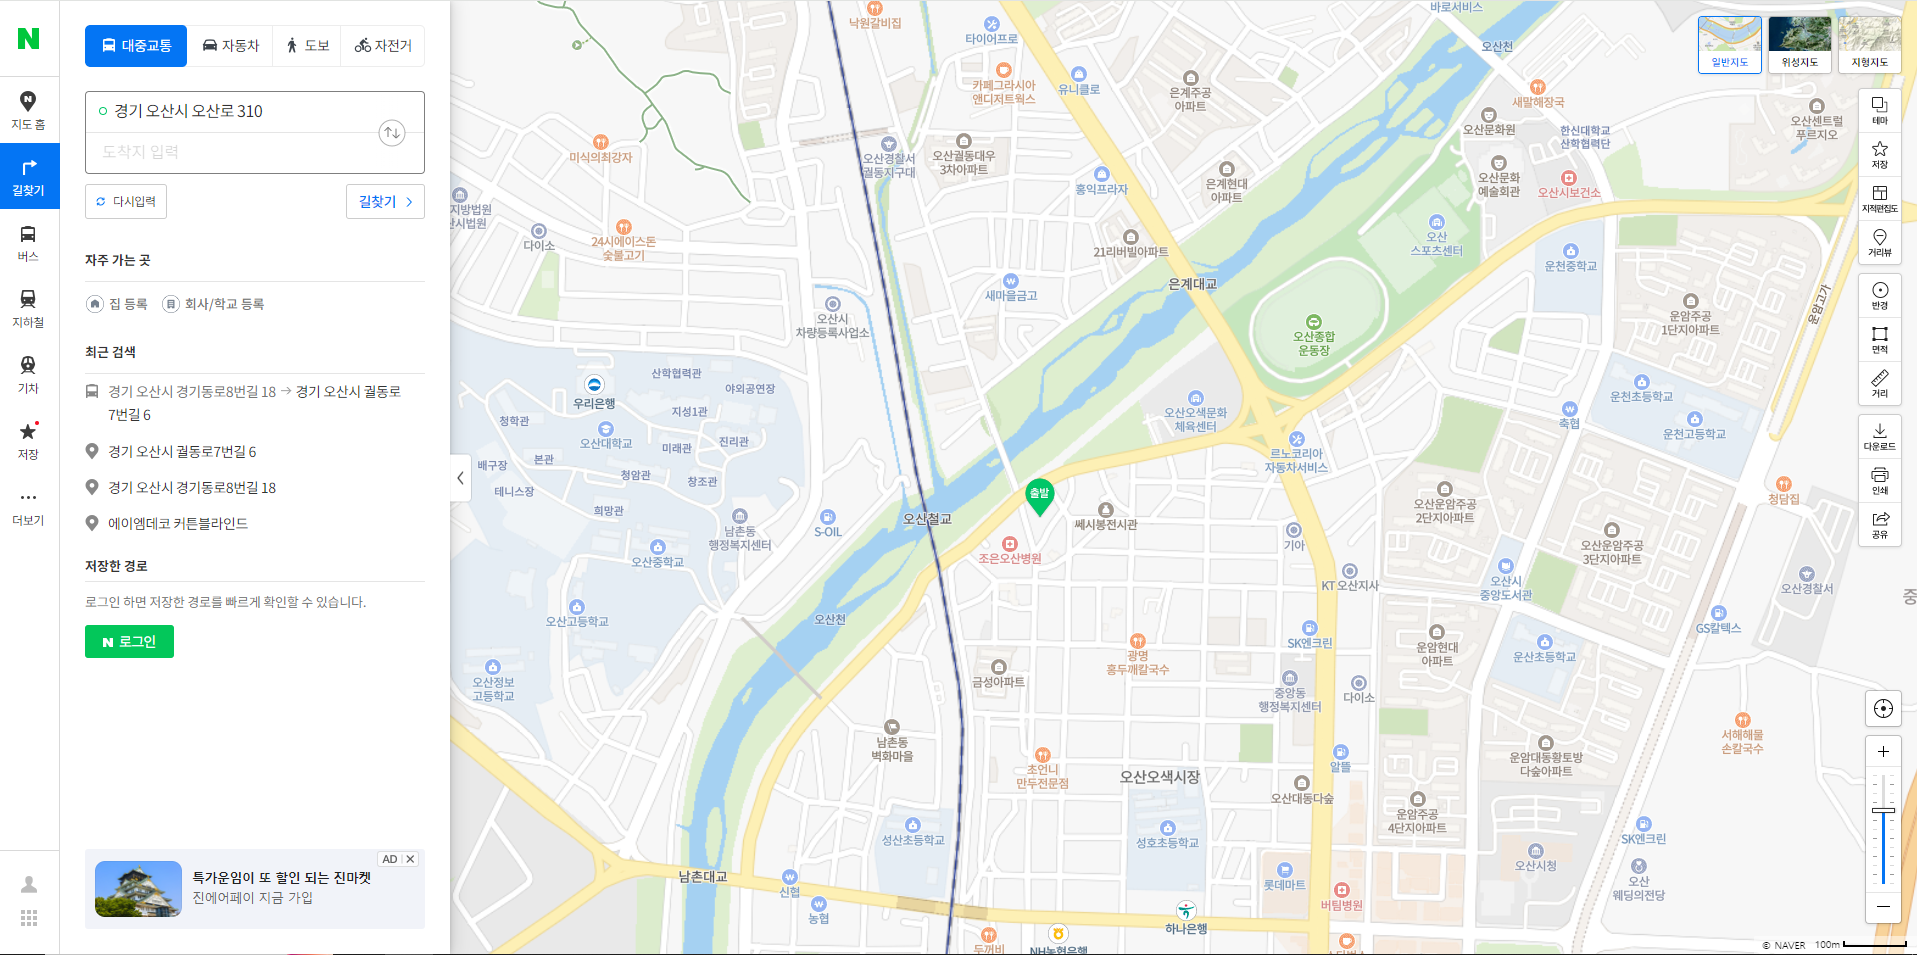 N
지도 홈
길찾기
버스
지하철
기차
저장
더보기
대중교통
자동차
도보
자전거
경기 오산시 오산로 310
도착지 입력
다시입력
길찾기
자주 가는 곳
집 등록
회사/학교 등록
최근 검색
경기 오산시 경기동로8번길 18 → 경기 오산시 궐동로
7번길 6
경기 오산시 궐동로7번길 6
경기 오산시 경기동로8번길 18
에이엔데코 커튼블라인드
저장한 경로
로그인 하면 저장한 경로를 빠르게 확인할 수 있습니다.
N 로그인
AD
특가운임이 또 할인 되는 진마켓
진에어페이 지금 가입
낙원갈비집
타이어프로
바로서비스
오산천
카페그라시아
앤디저트웍스
유니클로
은계주공
아파트
새말해장국
오산문화원
한신대학교
산학협력단
오산센트럴
푸르지오
미식의최강자
오산경찰서
궐동지구대
오산궐동대우
3차아파트
홍익프라자
은계현대
아파트
오산문화
예술회관
오산시보건소
지방법원
산시법원
다이소
24시에이스돈
숯불고기
21리버빌아파트
오산
스포츠센터
운천중학교
새마을금고
은계대교
오산시
차량등록사업소
오산종합
운동장
운암주공
1단지아파트
운암고가
산학협력관
야외공연장
우리은행
지성1관
청학관
오산대학교
미래관
진리관
본관
배구장
청암관
창조관
테니스장
희망관
오산오색문화
체육센터
르노코리아
자동차서비스
축협
운천초등학교
운천고등학교
출발
쎄시봉전시관
조은오산병원
오산철교
S-OIL
남촌동
행정복지센터
오산중학교
기아
오산운암주공
2단지아파트
오산운암주공
3단지아파트
청담집
KT 오산지사
오산시
중앙도서관
오산경찰서
중
GS칼텍스
오산고등학교
오산천
SK엔크린
운암현대
아파트
운산초등학교
광명
홍두깨칼국수
금성아파트
오산정보
고등학교
중앙동
행정복지센터
다이소
남촌동
벽화마을
초언니
만두전문점
오산오색시장
알뜰
오산대동다숲
운암대동황토방
다숲아파트
서해해물
손칼국수
운암주공
4단지아파트
성산초등학교
성호초등학교
SK엔크린
오산시청
오산
웨딩의전당
남촌대교
신협
농협
롯데마트
버팀병원
하나은행
두꺼비
NH농협은행
일반지도
위성지도
지형지도
테마
저장
지적편집도
거리뷰
반경
면적
거리
다운로드
인쇄
공유
© NAVER
100m